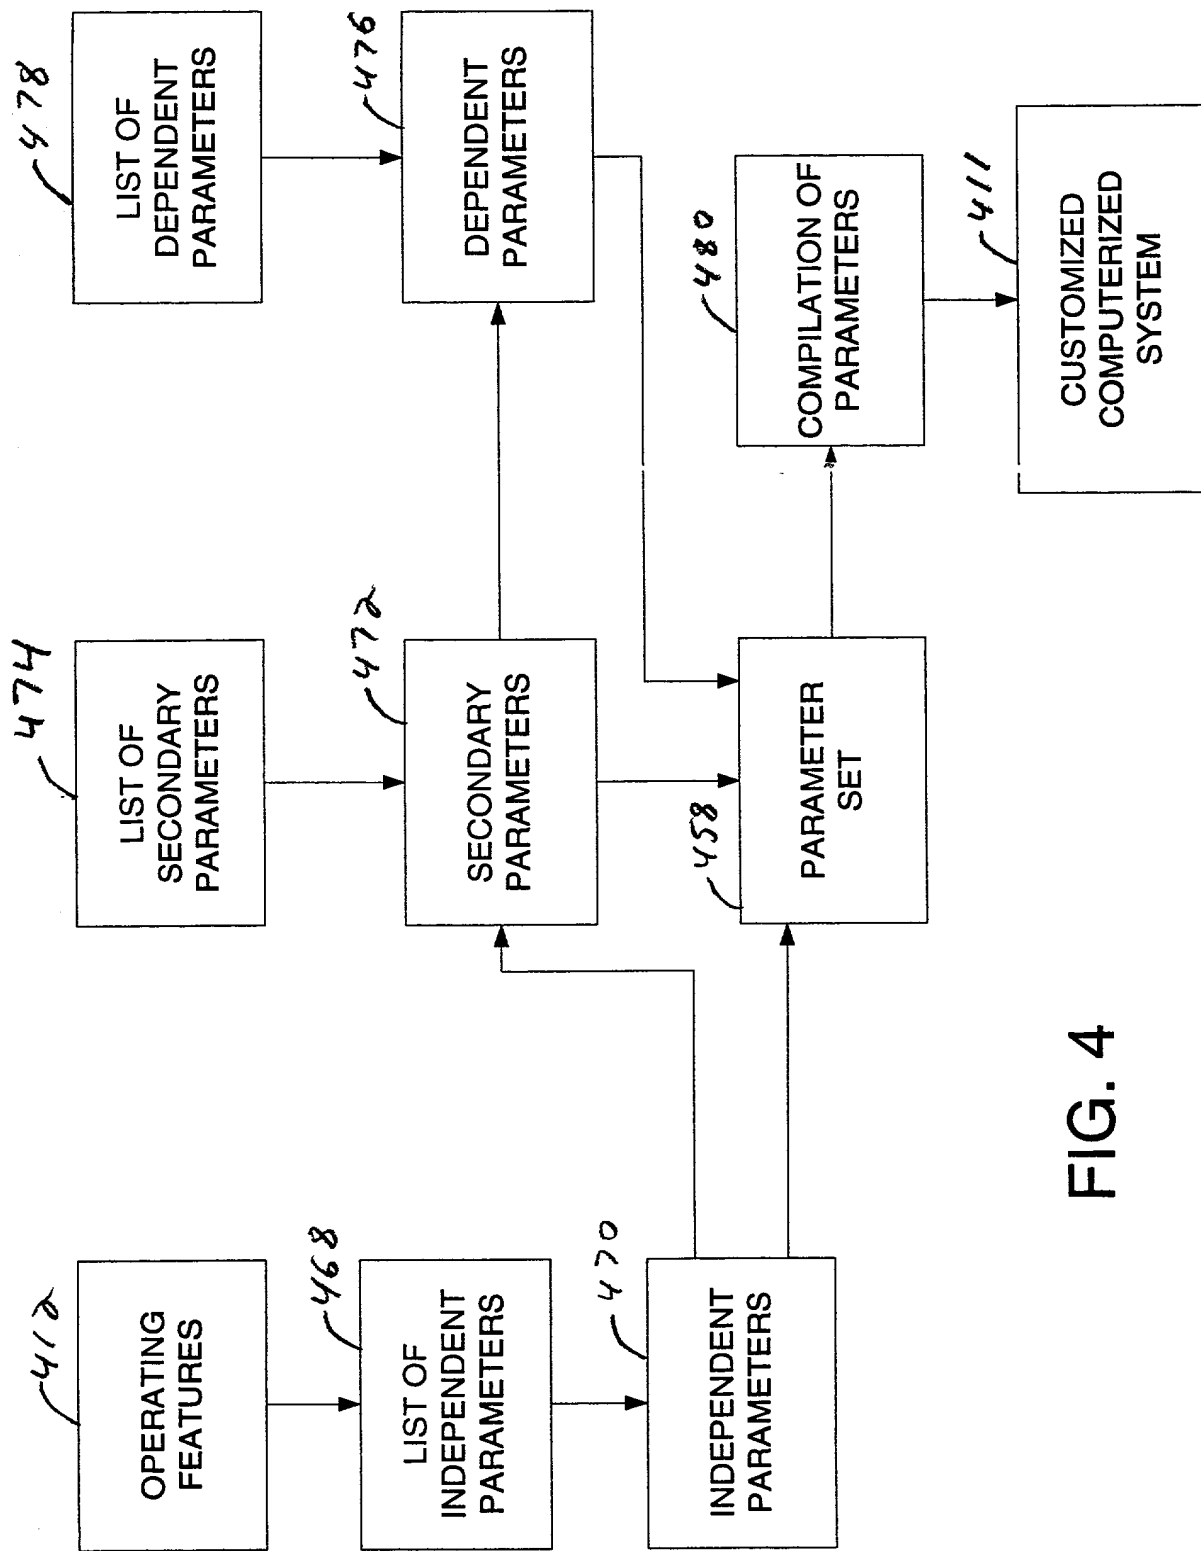 412
OPERATING
FEATURES
468
LIST OF
INDEPENDENT
PARAMETERS
470
INDEPENDENT
PARAMETERS
474
LIST OF
SECONDARY
PARAMETERS
472
SECONDARY
PARAMETERS
458
PARAMETER
SET
478
LIST OF
DEPENDENT
PARAMETERS
476
DEPENDENT
PARAMETERS
480
COMPILATION OF
PARAMETERS
411
CUSTOMIZED
COMPUTERIZED
SYSTEM
FIG. 4